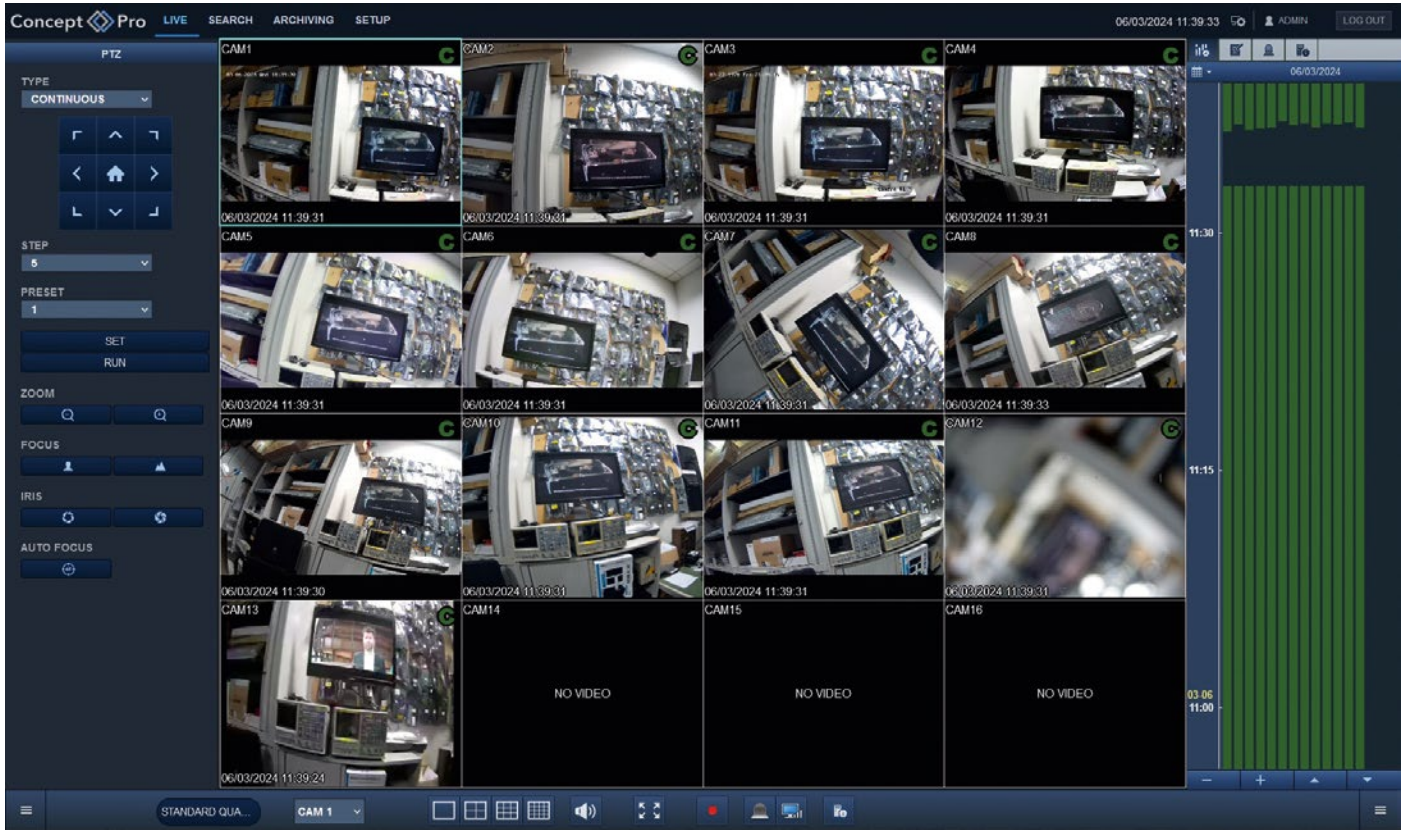 Concept Pro LIVE SEARCH ARCHIVING SETUP 06/03/2024 11:39:33 ADMIN LOG OUT
PTZ
TYPE
CONTINUOUS
STEP
5
PRESET
1
SET
RUN
ZOOM
FOCUS
IRIS
AUTO FOCUS
CAM1 CAM2 CAM3 CAM4
06/03/2024 11:39:31 06/03/2024 11:39:31 06/03/2024 11:39:31 06/03/2024 11:39:31
CAM5 CAM6 CAM7 CAM8
06/03/2024 11:39:31 06/03/2024 11:39:31 06/03/2024 11:39:31 06/03/2024 11:39:33
CAM9 CAM10 CAM11 CAM12
06/03/2024 11:39:30 06/03/2024 11:39:31 06/03/2024 11:39:31 06/03/2024 11:39:31
CAM13 CAM14 CAM15 CAM16
NO VIDEO NO VIDEO NO VIDEO
06/03/2024 11:39:24
06/03/2024
11:30
11:15
03-06
11:00
STANDARD QUA... CAM 1